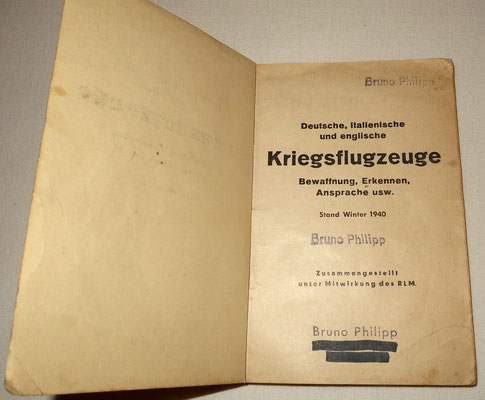 Bruno Philipp
Deutsche, Italienische
und englische
Kriegsflugzeuge
Bewaffnung, Erkennen,
Ansprache usw.
Stand Winter 1940
Bruno Philipp
Zusammengestellt
unter Mitwirkung des RLM.
Bruno Philipp